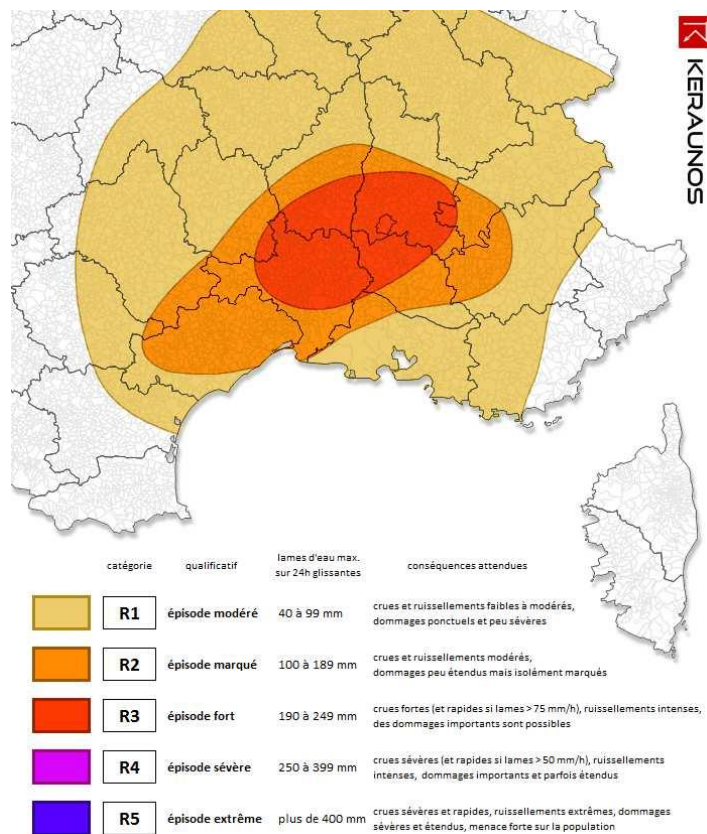 KERAUNOS
catégorie qualificatif lames d'eau max. sur 24h glissantes conséquences attendues
R1 épisode modéré 40 à 99 mm crues et ruissellements faibles à modérés,
dommages ponctuels et peu sévères
R2 épisode marqué 100 à 189 mm crues et ruissellements modérés,
dommages peu étendus mais isolément marqués
R3 épisode fort 190 à 249 mm crues fortes (et rapides si lames > 75 mm/h), ruissellements intenses,
des dommages importants sont possibles
R4 épisode sévère 250 à 399 mm crues sévères (et rapides si lames > 50 mm/h), ruissellements
intenses, dommages importants et parfois étendus
R5 épisode extrême plus de 400 mm crues sévères et rapides, ruissellements extrêmes, dommages
sévères et étendus, menace forte sur la population